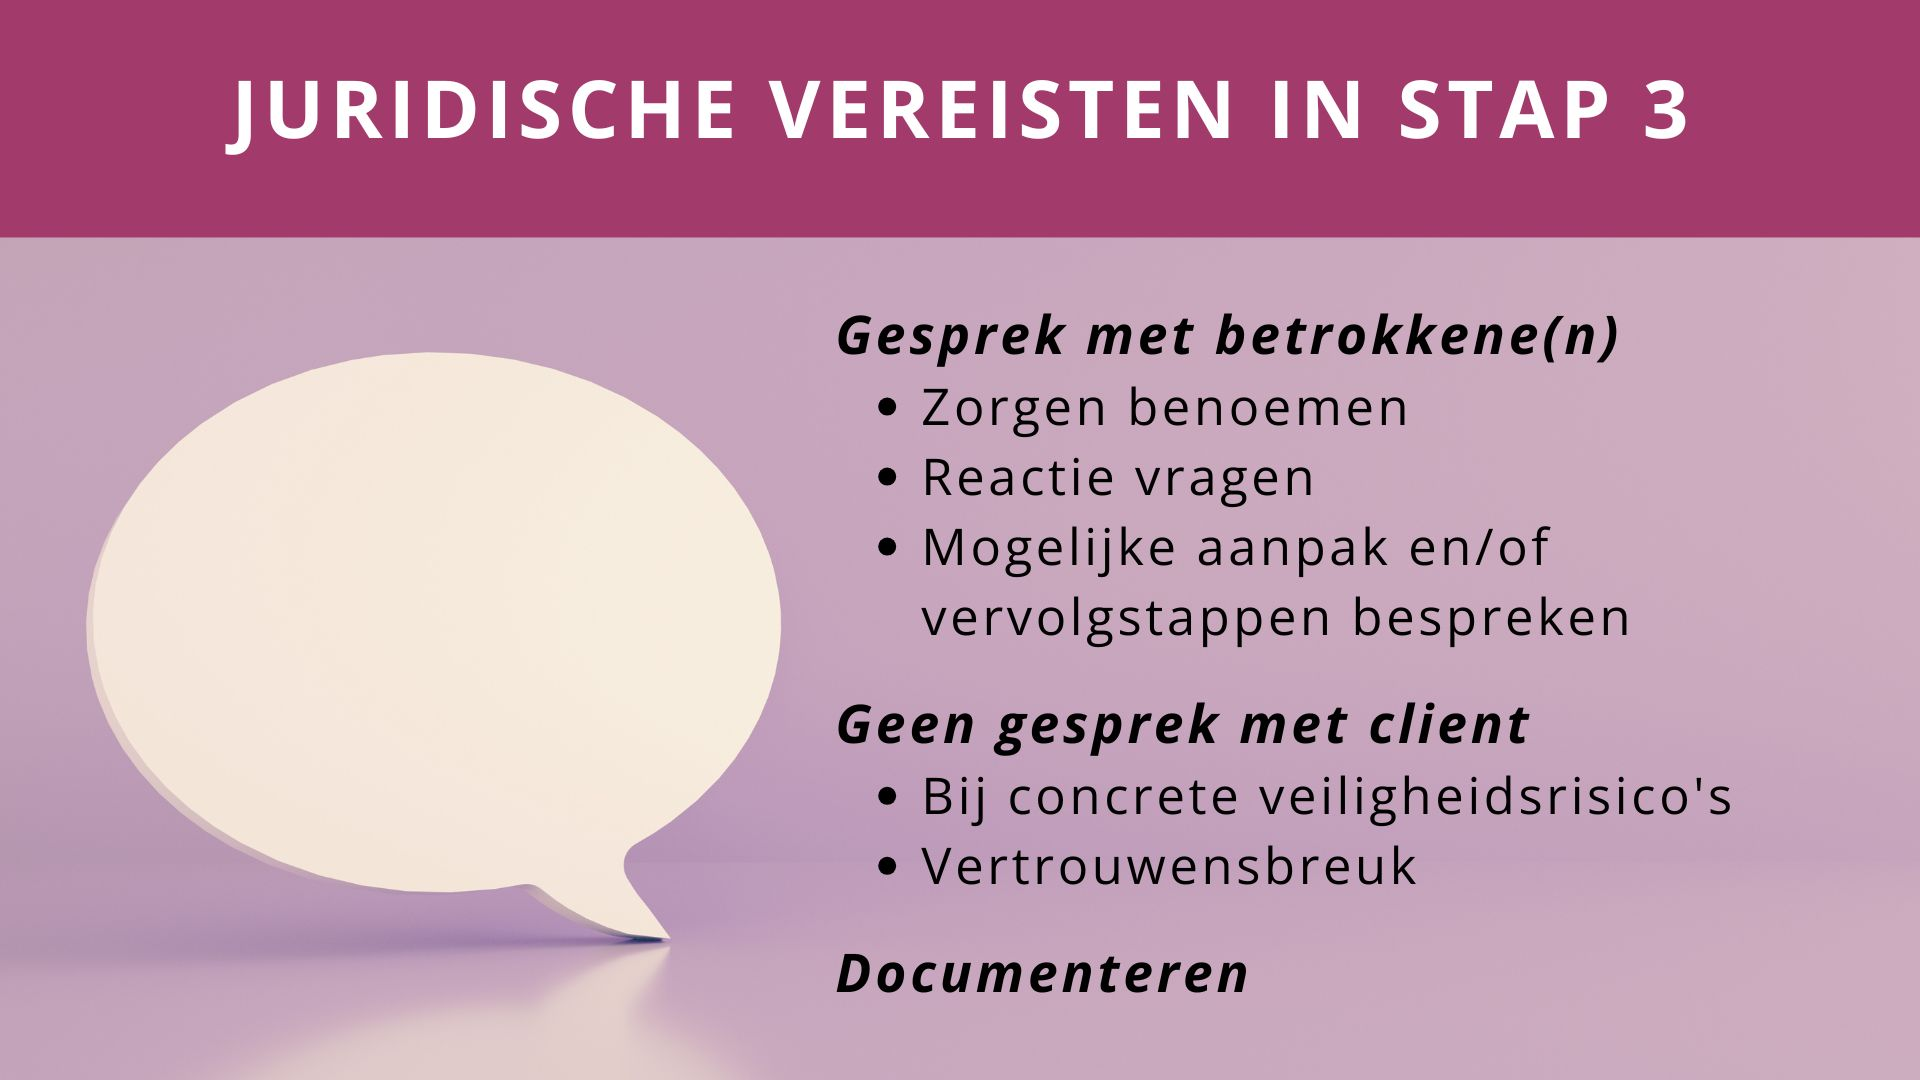 JURIDISCHE VEREISTEN IN STAP 3
Gesprek met betrokkene(n)
• Zorgen benoemen
• Reactie vragen
• Mogelijke aanpak en/of
vervolgstappen bespreken
Geen gesprek met client
• Bij concrete veiligheidsrisico's
• Vertrouwensbreuk
Documenteren